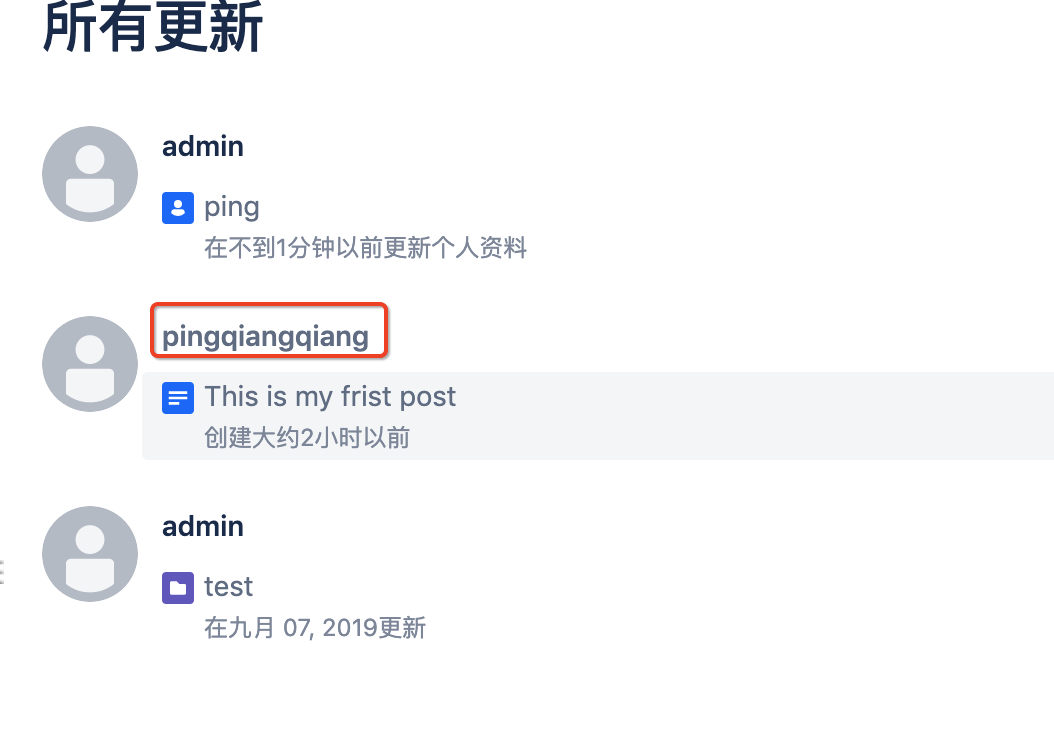 所有更新
admin
ping
在不到1分钟以前更新个人资料
pingqiangqiang
This is my frist post
创建大约2小时以前
admin
test
在九月 07, 2019更新